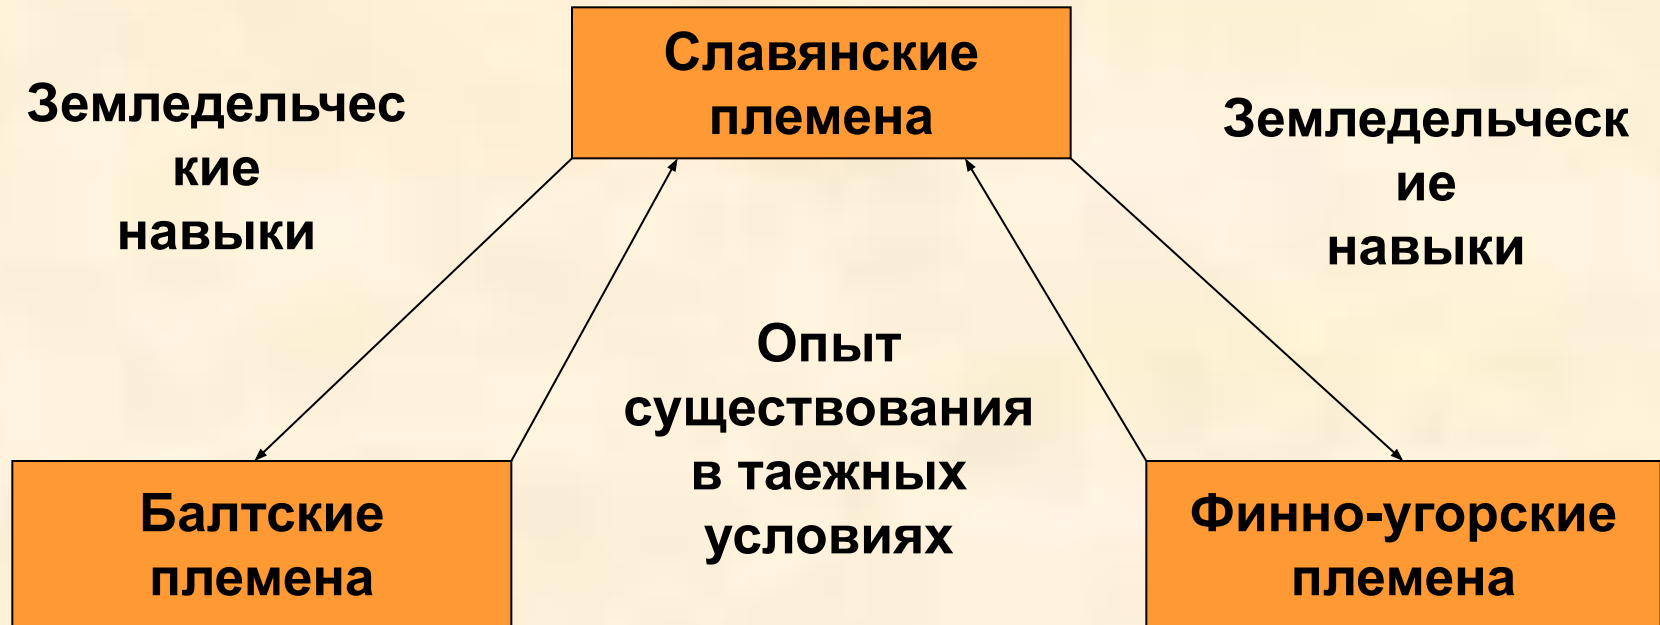 Славянские
племена
Земледельчес
кие
навыки
Земледельческ
ие
навыки
Опыт
существования
в таежных
условиях
Балтские
племена
Финно-угорские
племена